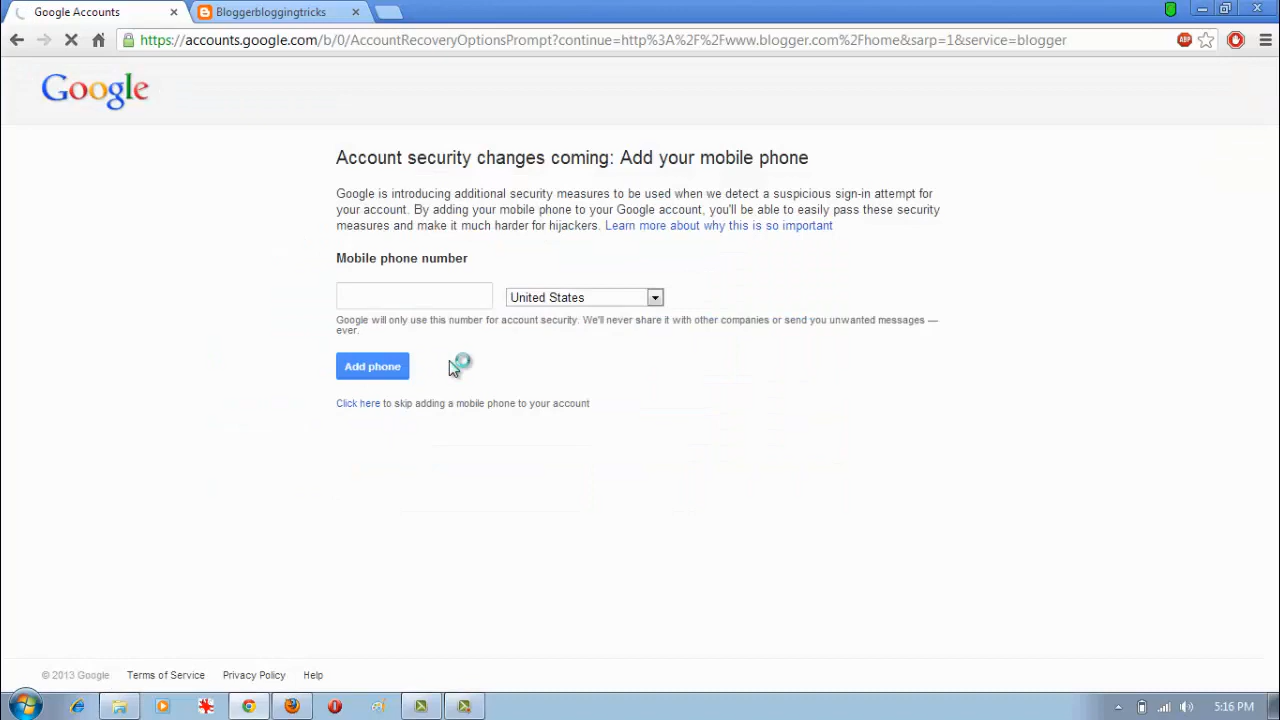 Google Accounts
Bloggerbloggingtricks
https://accounts.google.com/b/0/AccountRecoveryOptionsPrompt?continue=http%3A%2F%2Fwww.blogger.com%2Fhome&sarp=1&service=blogger
ABP
Google
Account security changes coming: Add your mobile phone
Google is introducing additional security measures to be used when we detect a suspicious sign-in attempt for
your account. By adding your mobile phone to your Google account, you'll be able to easily pass these security
measures and make it much harder for hijackers. Learn more about why this is so important
Mobile phone number
United States
Google will only use this number for account security. We'll never share it with other companies or send you unwanted messages —
ever.
Add phone
Click here to skip adding a mobile phone to your account
© 2013 Google Terms of Service Privacy Policy Help
5:16 PM